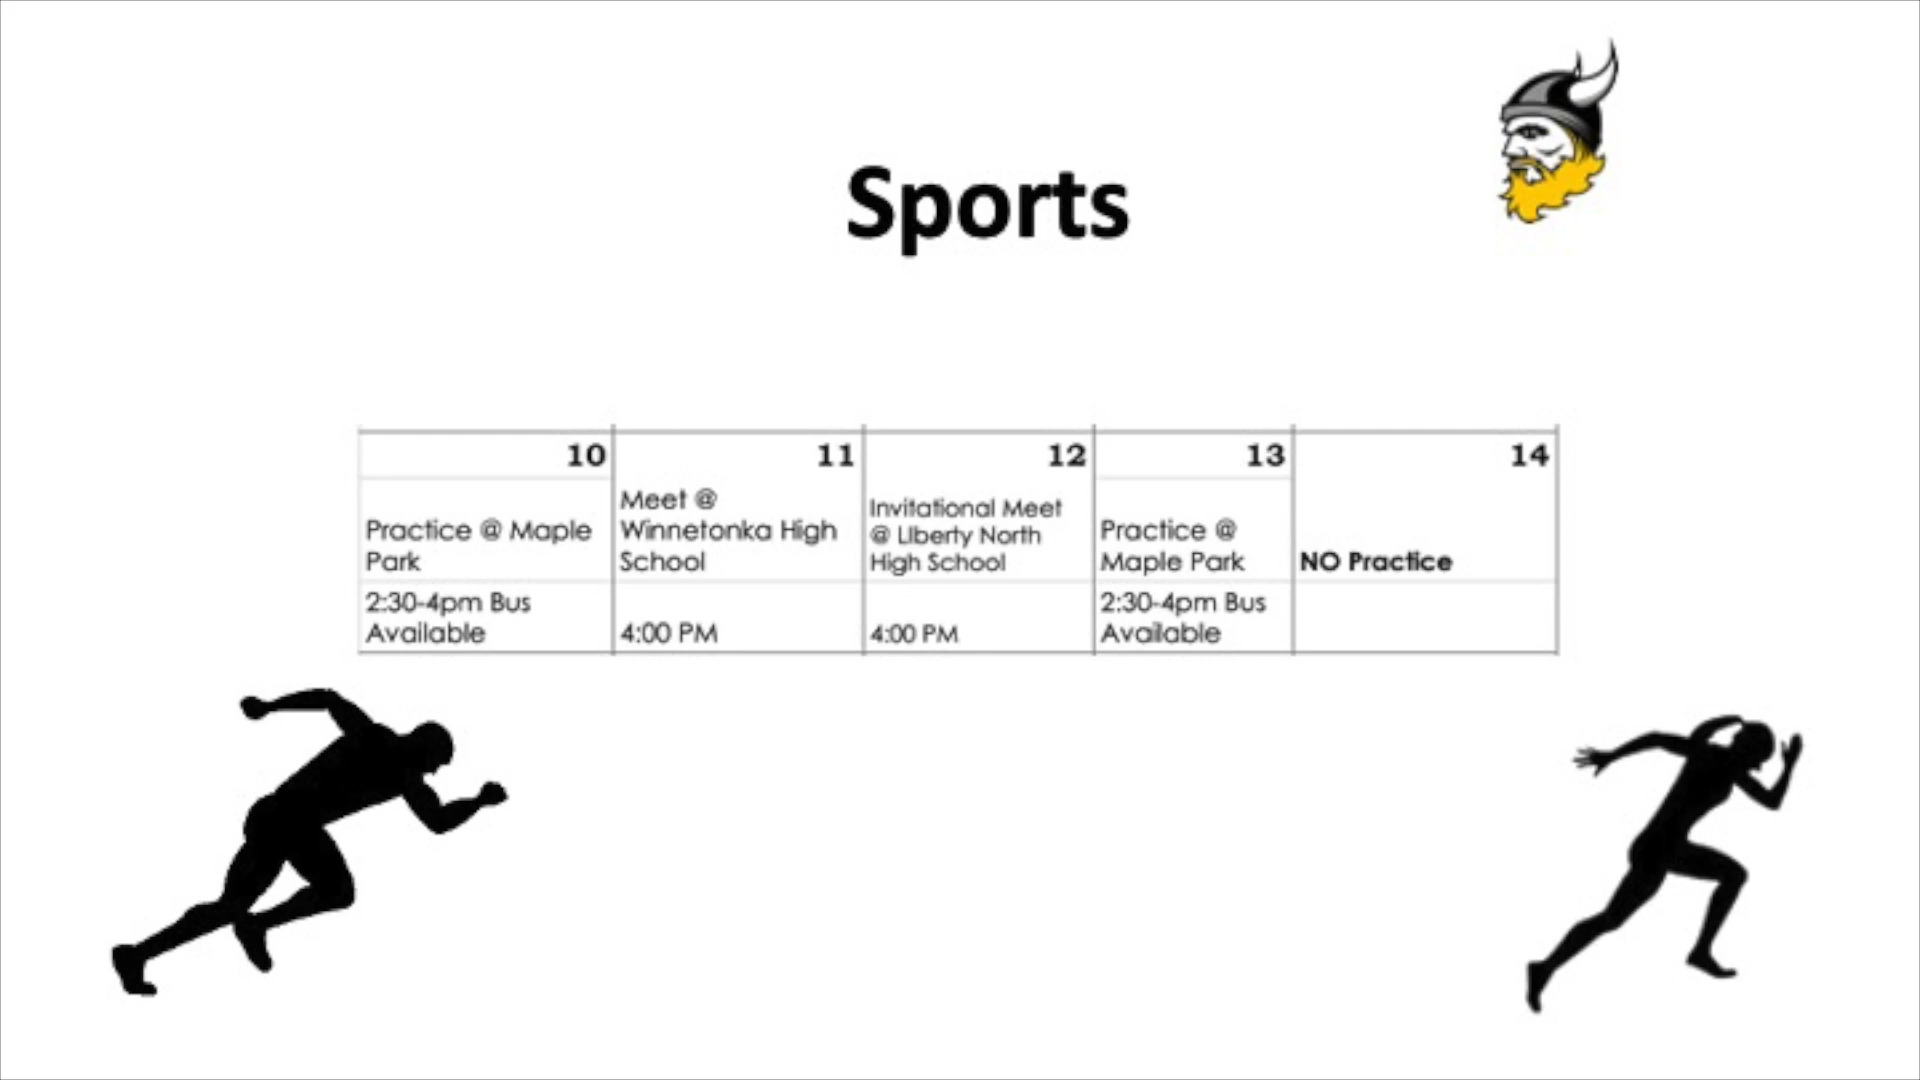 Sports
10
11
12
13
14
Practice @ Maple
Park
Meet @
Winnetonka High
School
Invitational Meet
@ LIberty North
High School
Practice @
Maple Park
NO Practice
2:30-4pm Bus
Available
4:00 PM
4:00 PM
2:30-4pm Bus
Available